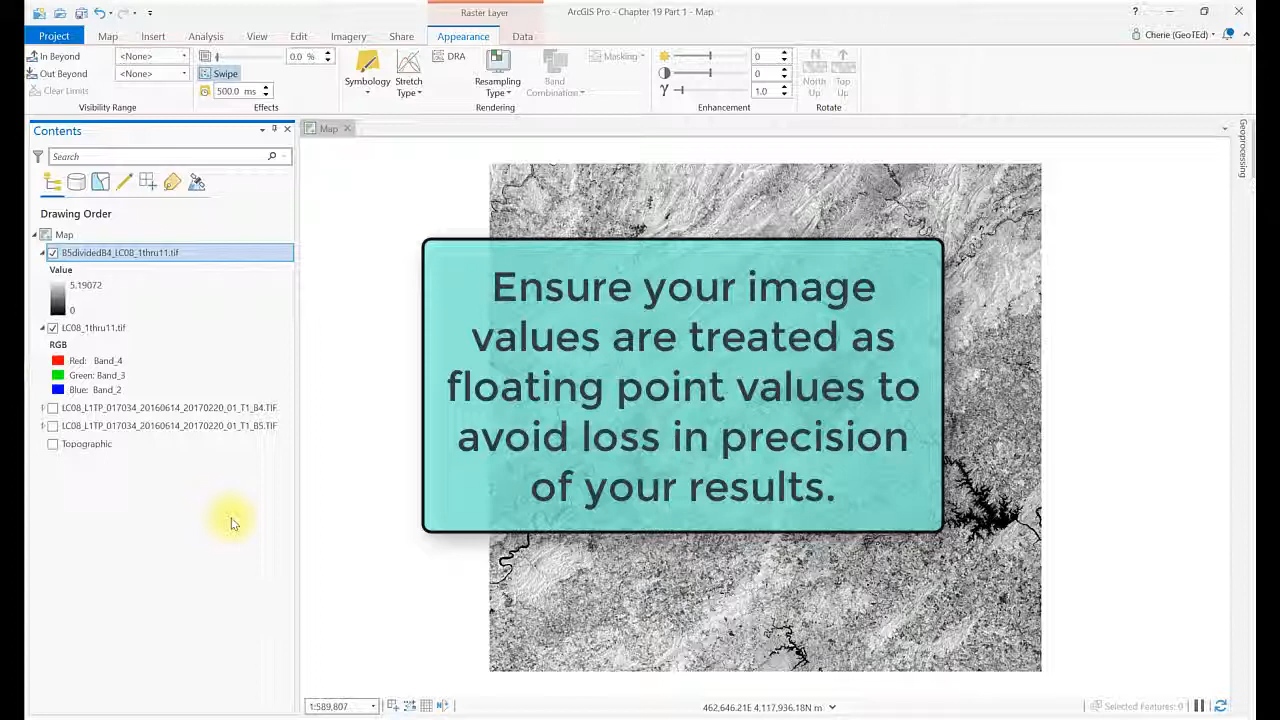 Raster Layer
ArcGIS Pro - Chapter 19 Part 1 - Map
?
Project Map Insert Analysis View Edit Imagery Share Appearance Data
Cherie (GeoTEd)
In Beyond <None>
Out Beyond <None>
Clear Limits
Visibility Range
0.0 %
Swipe
500.0 ms
Effects
Symbology
Stretch
Type
DRA
Resampling
Type
Band
Combination
Masking
Rendering
0
0
1.0
Enhancement
North
Up
Top
Up
Rotate
Contents
Search
Drawing Order
Map
B5dividedB4_LC08_1thru11.tif
Value
5.19072
0
LC08_1thru11.tif
RGB
Red: Band_4
Green: Band_3
Blue: Band_2
LC08_L1TP_017034_20160614_20170220_01_T1_B4.TIF
LC08_L1TP_017034_20160614_20170220_01_T1_B5.TIF
Topographic
Map
Ensure your image
values are treated as
floating point values to
avoid loss in precision
of your results.
Geoprocessing
1:589,807
462,646.21E 4,117,936.18N m
Selected Features: 0